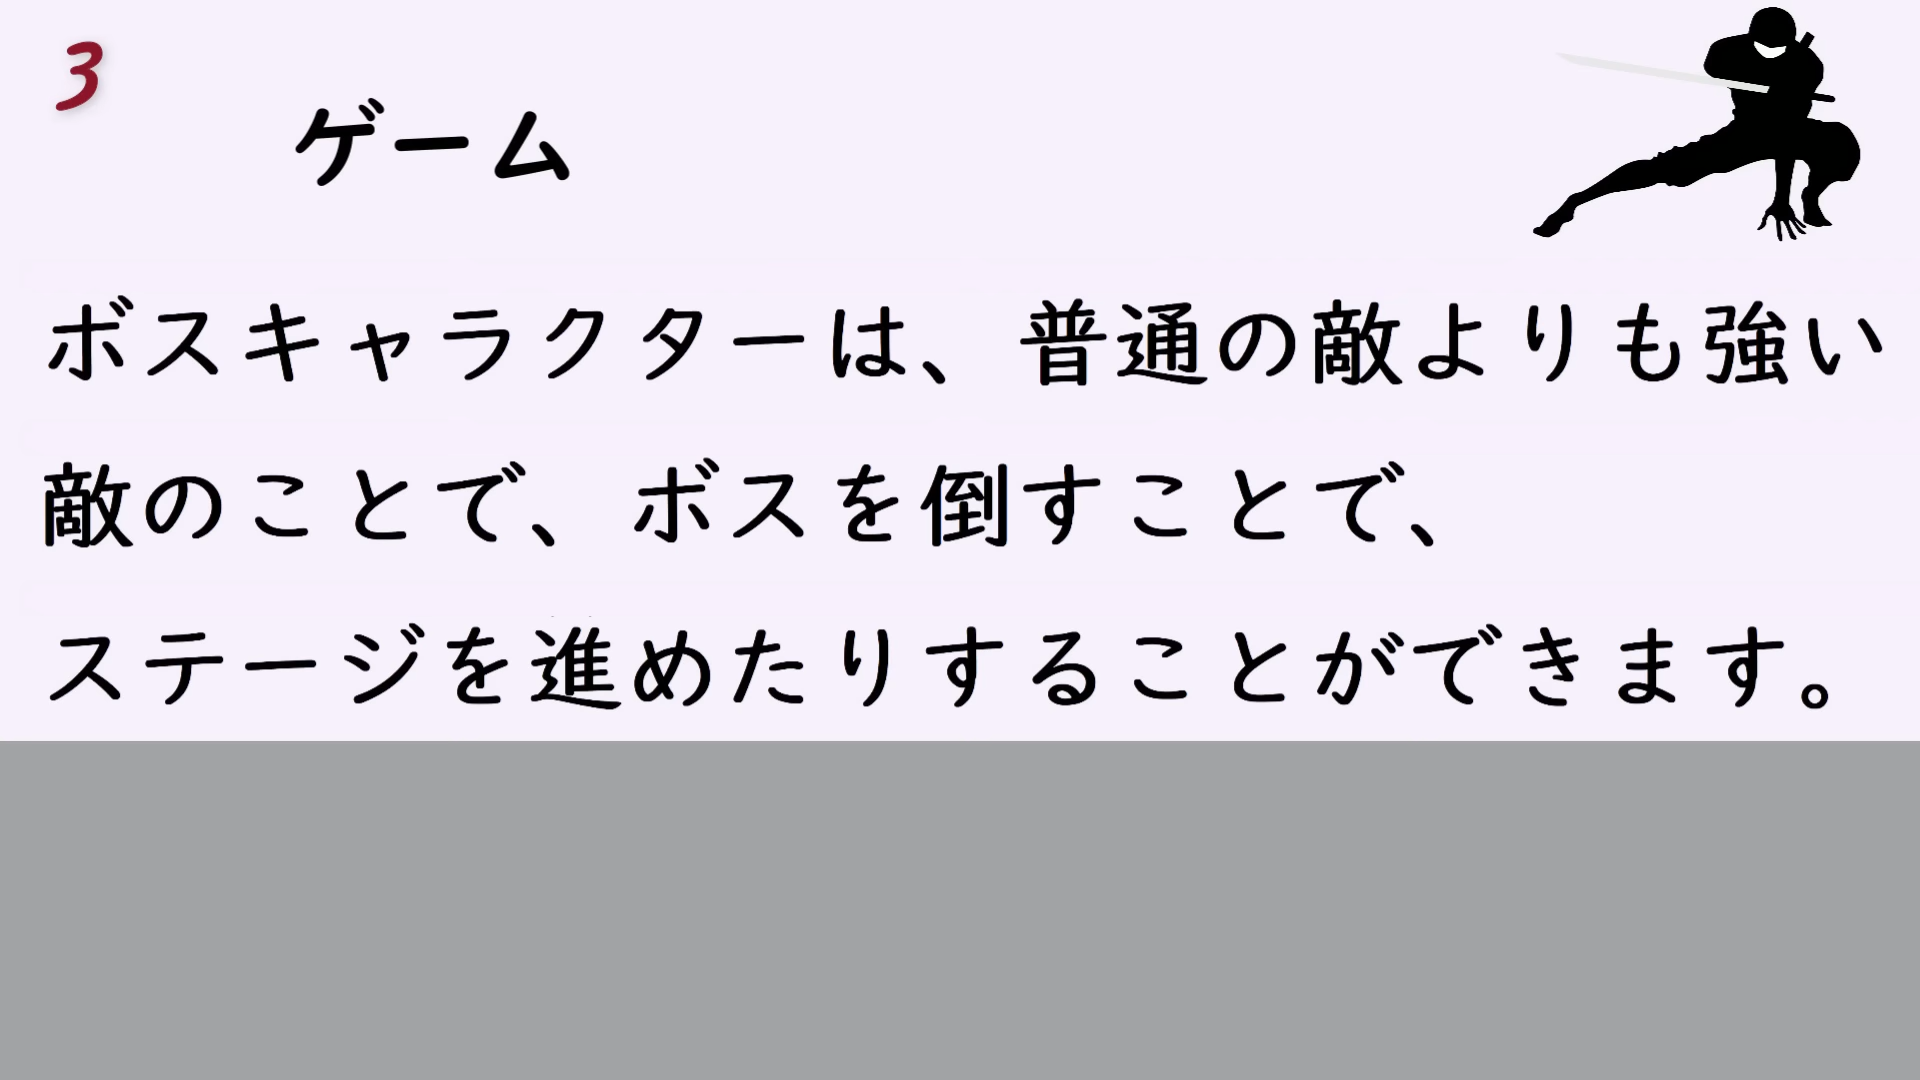 3
ゲーム
ボスキャラクターは、普通の敵よりも強い
敵のことで、ボスを倒すことで、
ステージを進めたりすることができます。